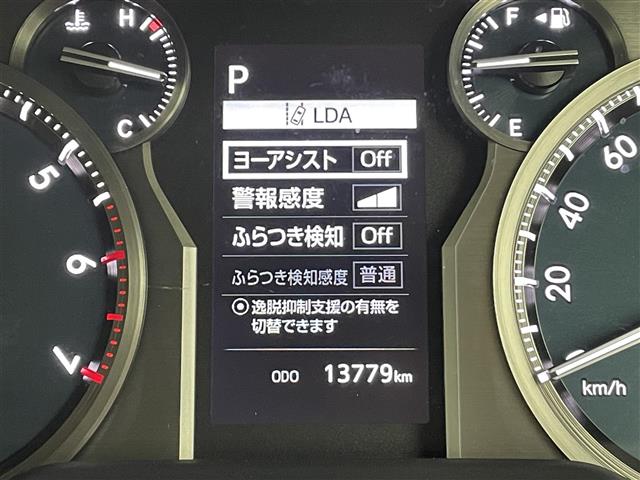 H
C
F
E
P
LDA
ヨーアシスト Off
警報感度
ふらつき検知 Off
ふらつき検知感度 普通
逸脱抑制支援の有無を
切替できます
ODO 13779km
5
6
7
60
40
20
0
km/h